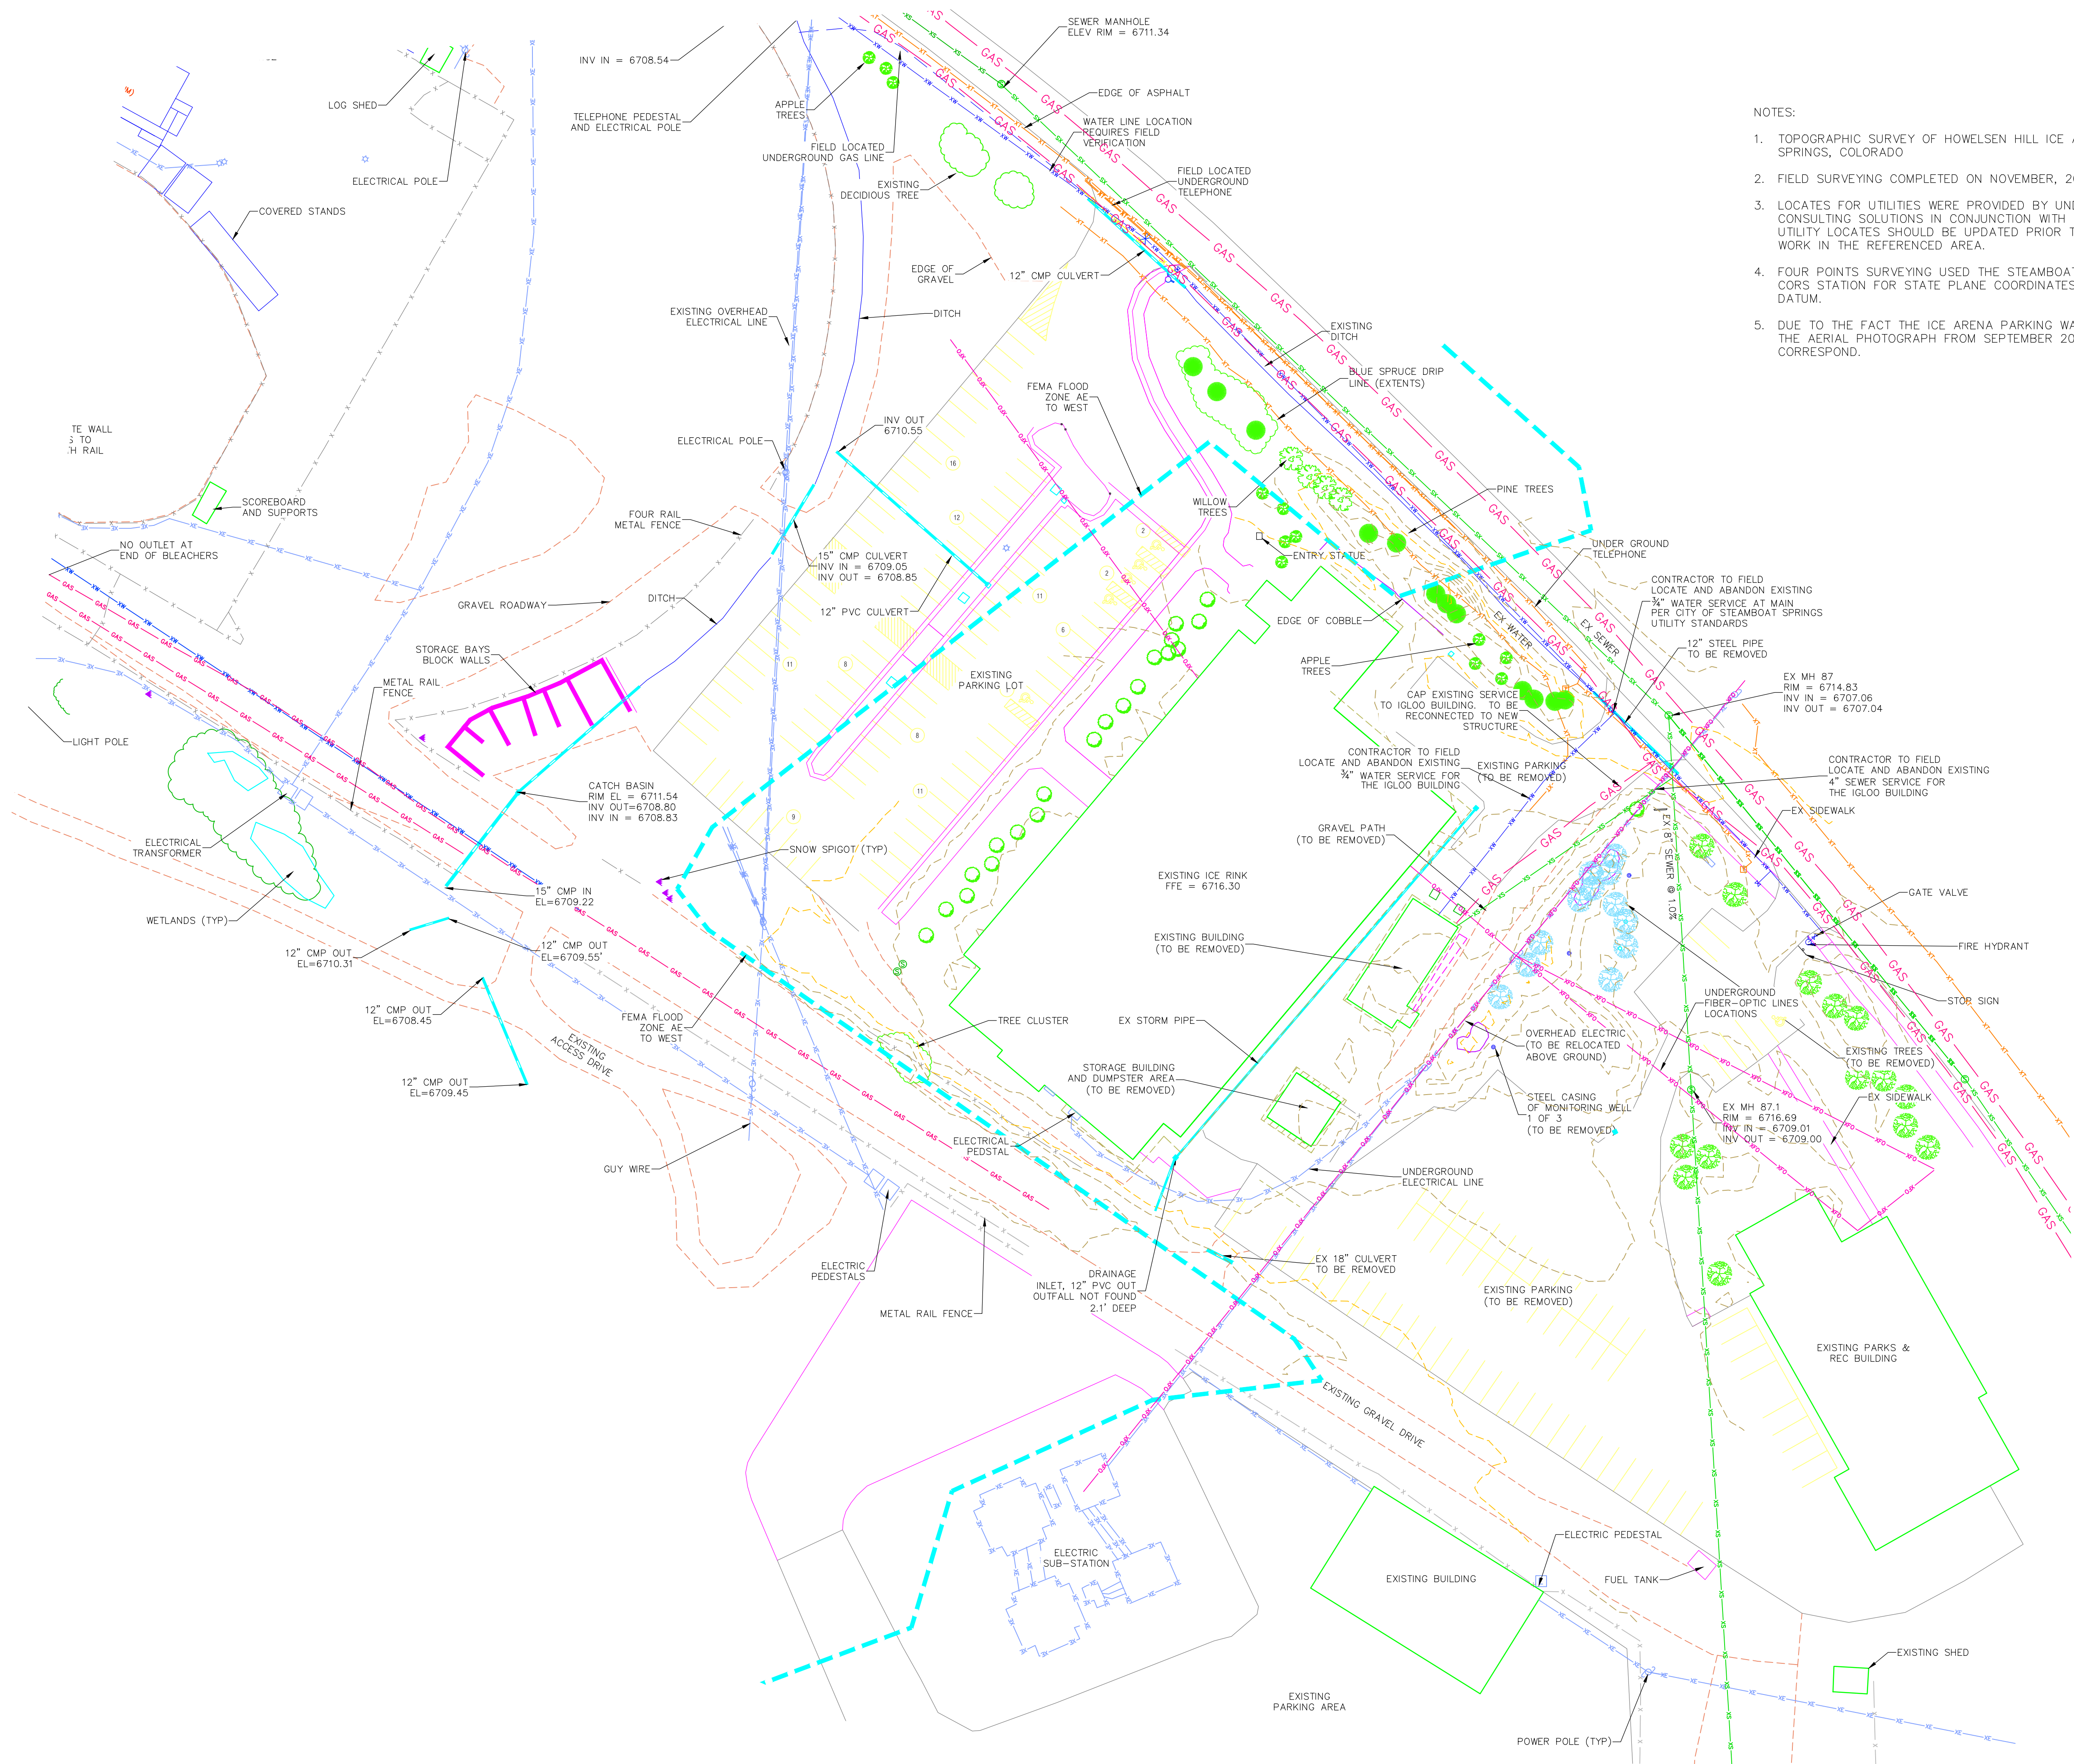 SEWER MANHOLE
ELEV RIM = 6711.34
INV IN = 6708.54
LOG SHED
TELEPHONE PEDESTAL
AND ELECTRICAL POLE
APPLE
TREES
EDGE OF ASPHALT
WATER LINE LOCATION
REQUIRES FIELD
VERIFICATION
FIELD LOCATED
UNDERGROUND GAS LINE
FIELD LOCATED
UNDERGROUND
TELEPHONE
ELECTRICAL POLE
EXISTING
DECIDIOUS TREE
COVERED STANDS
NOTES:
1. TOPOGRAPHIC SURVEY OF HOWELSEN HILL ICE A
SPRINGS, COLORADO
2. FIELD SURVEYING COMPLETED ON NOVEMBER, 2
3. LOCATES FOR UTILITIES WERE PROVIDED BY UN
CONSULTING SOLUTIONS IN CONJUNCTION WITH
UTILITY LOCATES SHOULD BE UPDATED PRIOR T
WORK IN THE REFERENCED AREA.
4. FOUR POINTS SURVEYING USED THE STEAMBOAT
CORS STATION FOR STATE PLANE COORDINATES
DATUM.
5. DUE TO THE FACT THE ICE ARENA PARKING WA
THE AERIAL PHOTOGRAPH FROM SEPTEMBER 20
CORRESPOND.
EDGE OF
GRAVEL
12" CMP CULVERT
EXISTING OVERHEAD
ELECTRICAL LINE
DITCH
EXISTING
DITCH
BLUE SPRUCE DRIP
LINE (EXTENTS)
FEMA FLOOD
ZONE AE
TO WEST
INV OUT
6710.55
ELECTRICAL POLE
TE WALL
S TO
H RAIL
SCOREBOARD
AND SUPPORTS
NO OUTLET AT
END OF BLEACHERS
FOUR RAIL
METAL FENCE
WILLOW
TREES
PINE TREES
16
12
2
2
11
6
11
8
8
11
9
15" CMP CULVERT
INV IN = 6709.05
INV OUT = 6708.85
12" PVC CULVERT
ENTRY STATUE
UNDER GROUND
TELEPHONE
GRAVEL ROADWAY
DITCH
CONTRACTOR TO FIELD
LOCATE AND ABANDON EXISTING
¾" WATER SERVICE AT MAIN
PER CITY OF STEAMBOAT SPRINGS
UTILITY STANDARDS
EDGE OF COBBLE
EX WATER
EX SEWER
12" STEEL PIPE
TO BE REMOVED
STORAGE BAYS
BLOCK WALLS
METAL RAIL
FENCE
EXISTING
PARKING LOT
APPLE
TREES
EX MH 87
RIM = 6714.83
INV IN = 6707.06
INV OUT = 6707.04
CAP EXISTING SERVICE
TO IGLOO BUILDING. TO BE
RECONNECTED TO NEW
STRUCTURE
LIGHT POLE
CONTRACTOR TO FIELD
LOCATE AND ABANDON EXISTING
¾" WATER SERVICE FOR
THE IGLOO BUILDING
EXISTING PARKING
(TO BE REMOVED)
CONTRACTOR TO FIELD
LOCATE AND ABANDON EXISTING
4" SEWER SERVICE FOR
THE IGLOO BUILDING
CATCH BASIN
RIM EL = 6711.54
INV OUT=6708.80
INV IN = 6708.83
EX SIDEWALK
GRAVEL PATH
(TO BE REMOVED)
EX 8" SEWER @ 1.0%
ELECTRICAL
TRANSFORMER
SNOW SPIGOT (TYP)
EXISTING ICE RINK
FFE = 6716.30
15" CMP IN
EL=6709.22
GATE VALVE
WETLANDS (TYP)
12" CMP OUT
EL=6710.31
12" CMP OUT
EL=6709.55'
EXISTING BUILDING
(TO BE REMOVED)
FIRE HYDRANT
12" CMP OUT
EL=6708.45
EXISTING
ACCESS DRIVE
FEMA FLOOD
ZONE AE
TO WEST
TREE CLUSTER
EX STORM PIPE
UNDERGROUND
FIBER-OPTIC LINES
LOCATIONS
STOP SIGN
OVERHEAD ELECTRIC
(TO BE RELOCATED
ABOVE GROUND)
EXISTING TREES
(TO BE REMOVED)
12" CMP OUT
EL=6709.45
STORAGE BUILDING
AND DUMPSTER AREA
(TO BE REMOVED)
STEEL CASING
OF MONITORING WELL
1 OF 3
(TO BE REMOVED)
EX MH 87.1
RIM = 6716.69
INV IN = 6709.01
INV OUT = 6709.00
EX SIDEWALK
ELECTRICAL
PEDSTAL
GUY WIRE
UNDERGROUND
ELECTRICAL LINE
ELECTRIC
PEDESTALS
METAL RAIL FENCE
DRAINAGE
INLET, 12" PVC OUT
OUTFALL NOT FOUND
2.1' DEEP
EX 18" CULVERT
TO BE REMOVED
EXISTING PARKING
(TO BE REMOVED)
EXISTING PARKS &
REC BUILDING
EXISTING GRAVEL DRIVE
ELECTRIC
SUB-STATION
ELECTRIC PEDESTAL
EXISTING BUILDING
FUEL TANK
EXISTING SHED
EXISTING
PARKING AREA
POWER POLE (TYP)